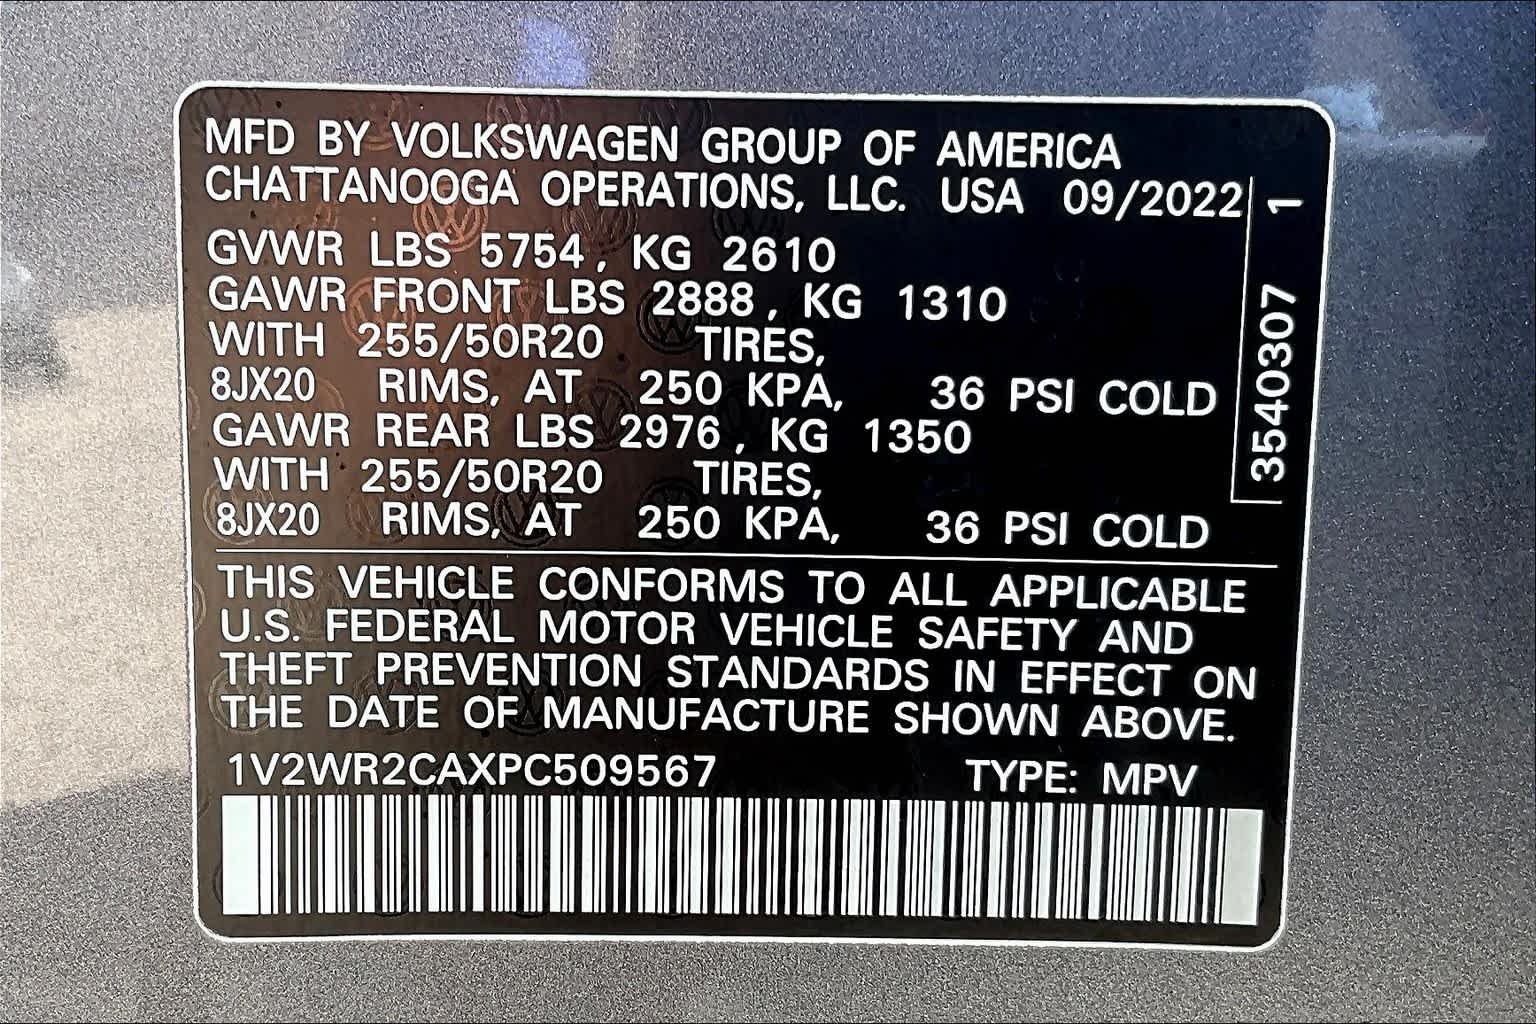 MFD BY VOLKSWAGEN GROUP OF AMERICA
CHATTANOOGA OPERATIONS, LLC. USA 09/2022
GVWR LBS 5754, KG 2610
GAWR FRONT LBS 2888, KG 1310
WITH 255/50R20 TIRES,
8JX20 RIMS, AT 250 KPA, 36 PSI COLD
GAWR REAR LBS 2976, KG 1350
WITH 255/50R20 TIRES,
8JX20 RIMS, AT 250 KPA, 36 PSI COLD
THIS VEHICLE CONFORMS TO ALL APPLICABLE
U.S. FEDERAL MOTOR VEHICLE SAFETY AND
THEFT PREVENTION STANDARDS IN EFFECT ON
THE DATE OF MANUFACTURE SHOWN ABOVE.
1V2WR2CAXPC509567 TYPE: MPV
3540307 1